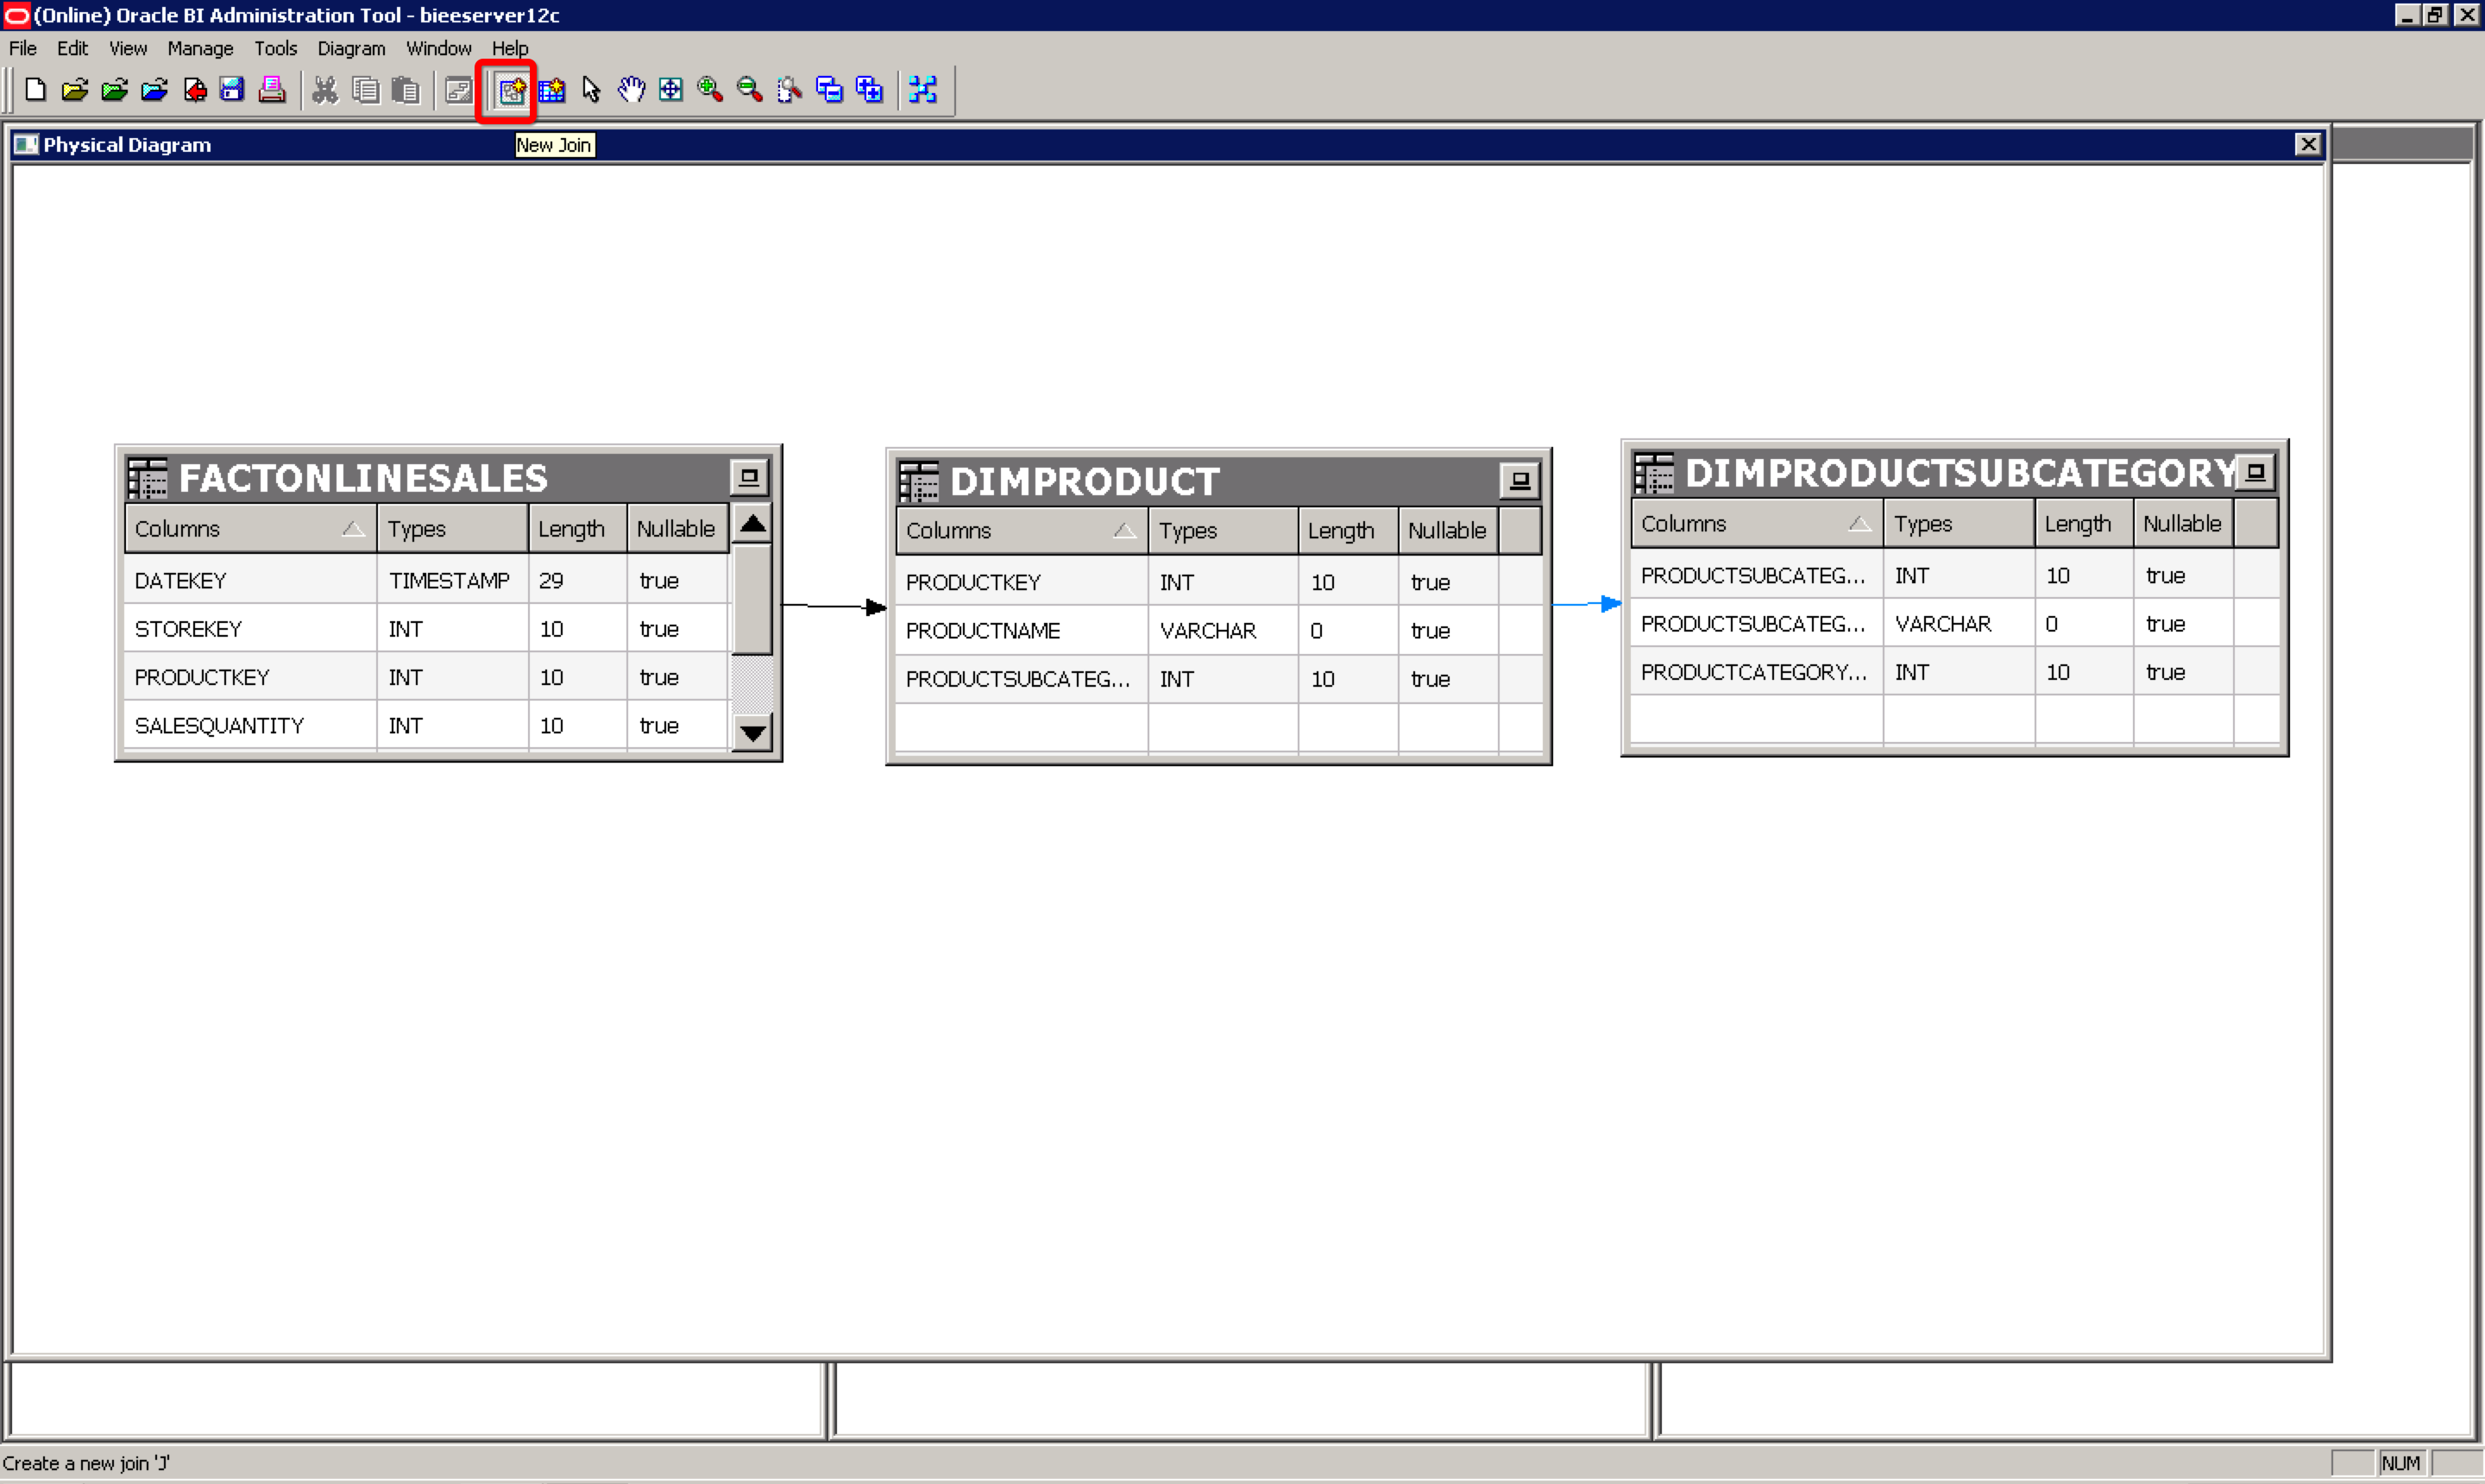 (Online) Oracle BI Administration Tool - bieeserver12c
File Edit View Manage Tools Diagram Window Help
New Join
Physical Diagram
FACTONLINESALES
Columns Types Length Nullable
DATEKEY TIMESTAMP 29 true
STOREKEY INT 10 true
PRODUCTKEY INT 10 true
SALESQUANTITY INT 10 true
DIMPRODUCT
Columns Types Length Nullable
PRODUCTKEY INT 10 true
PRODUCTNAME VARCHAR 0 true
PRODUCTSUBCATEG... INT 10 true
DIMPRODUCTSUBCATEGORY
Columns Types Length Nullable
PRODUCTSUBCATEG... INT 10 true
PRODUCTSUBCATEG... VARCHAR 0 true
PRODUCTCATEGORY... INT 10 true
Create a new join 'J'
NUM